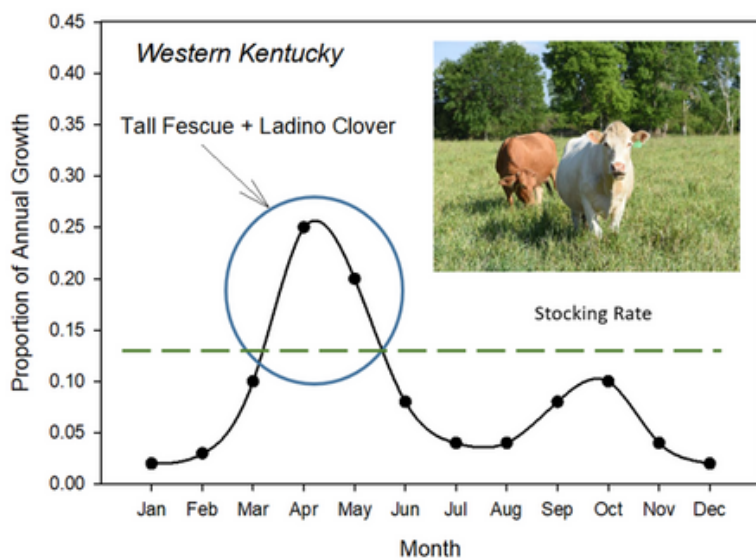 Western Kentucky
Tall Fescue + Ladino Clover
Stocking Rate
Proportion of Annual Growth
0.45
0.40
0.35
0.30
0.25
0.20
0.15
0.10
0.05
0.00
Jan Feb Mar Apr May Jun Jul Aug Sep Oct Nov Dec
Month